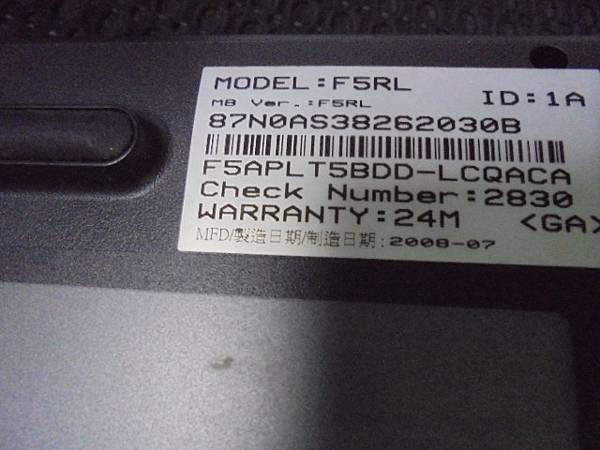 MODEL:F5RL
ID:1A
MB Ver.:F5RL
87N0AS38262030B
F5APLT5BDD-LCQACA
Check Number:2830
WARRANTY:24M <GA>
MFD/製造日期/制造日期:2008-07